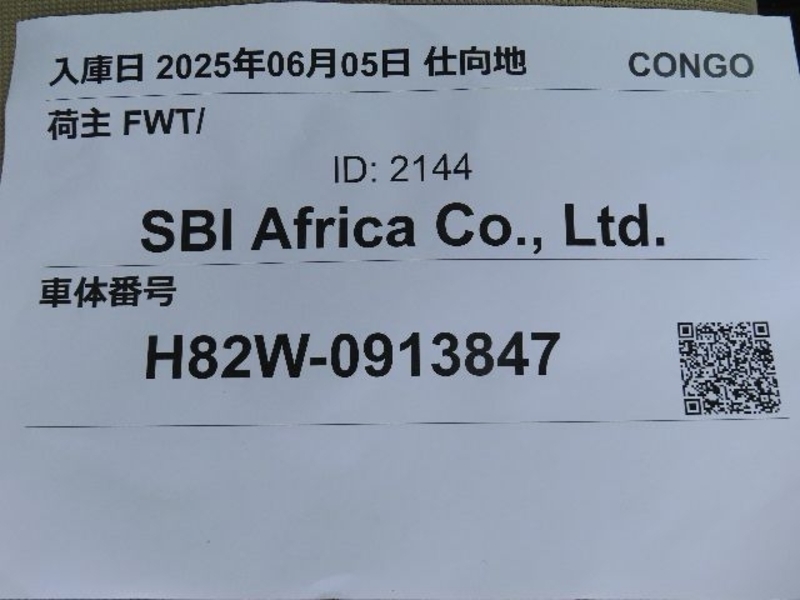 入庫日 2025年06月05日 仕向地 CONGO
荷主 FWT/
ID: 2144
SBI Africa Co., Ltd.
車体番号
H82W-0913847